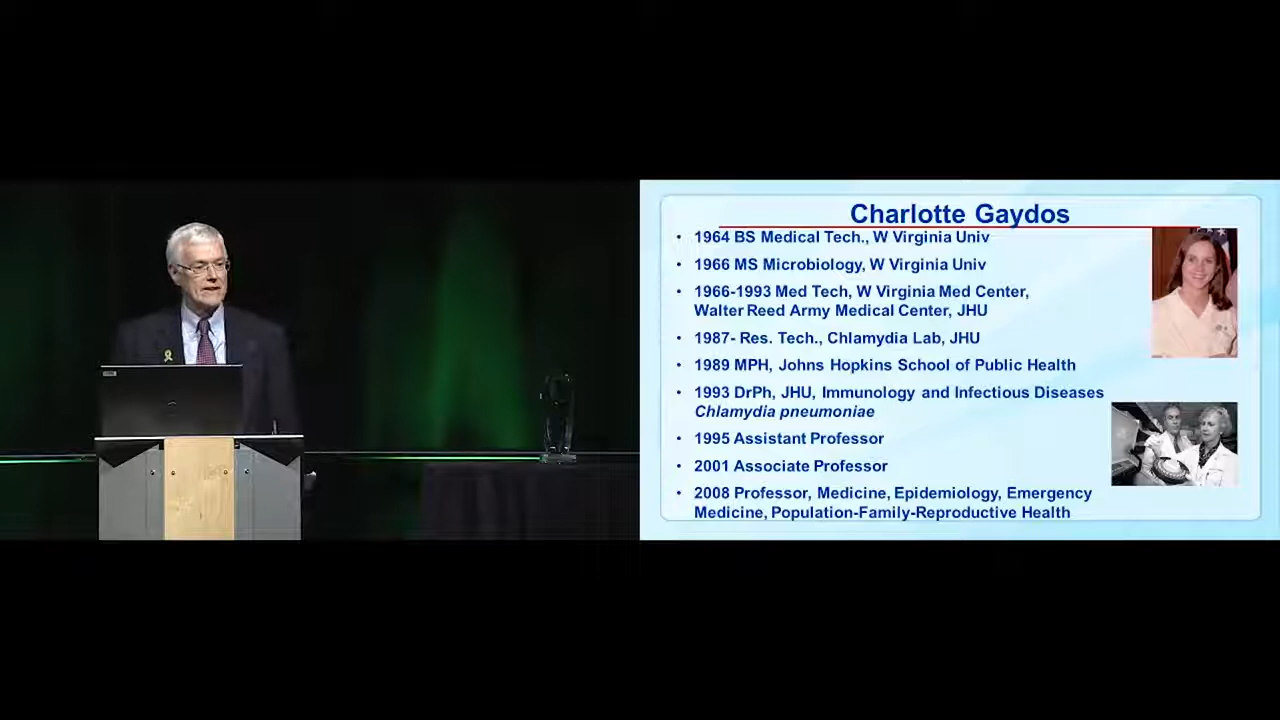 Charlotte Gaydos
• 1964 BS Medical Tech., W Virginia Univ
• 1966 MS Microbiology, W Virginia Univ
• 1966-1993 Med Tech, W Virginia Med Center,
Walter Reed Army Medical Center, JHU
• 1987- Res. Tech., Chlamydia Lab, JHU
• 1989 MPH, Johns Hopkins School of Public Health
• 1993 DrPh, JHU, Immunology and Infectious Diseases
Chlamydia pneumoniae
• 1995 Assistant Professor
• 2001 Associate Professor
• 2008 Professor, Medicine, Epidemiology, Emergency
Medicine, Population-Family-Reproductive Health